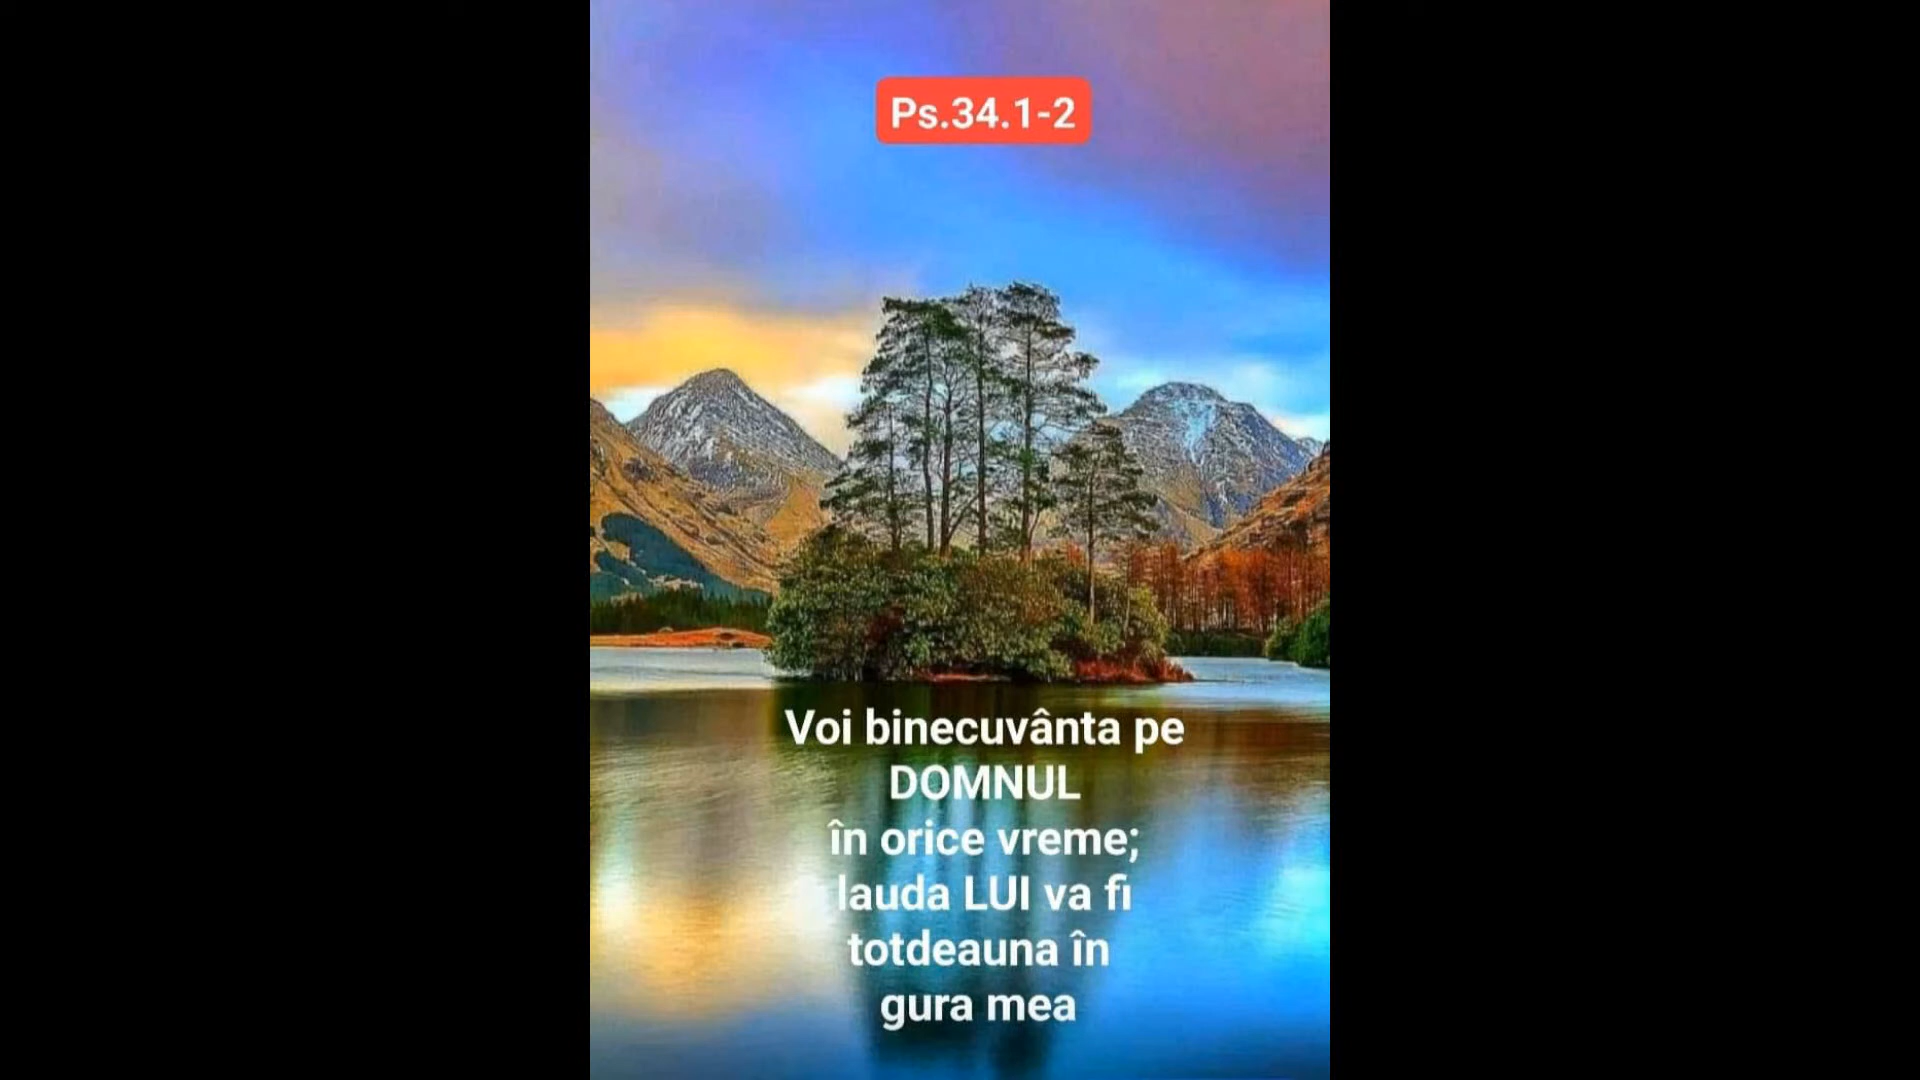 Ps.34.1-2
Voi binecuvânta pe
DOMNUL
în orice vreme;
lauda LUI va fi
totdeauna în
gura mea